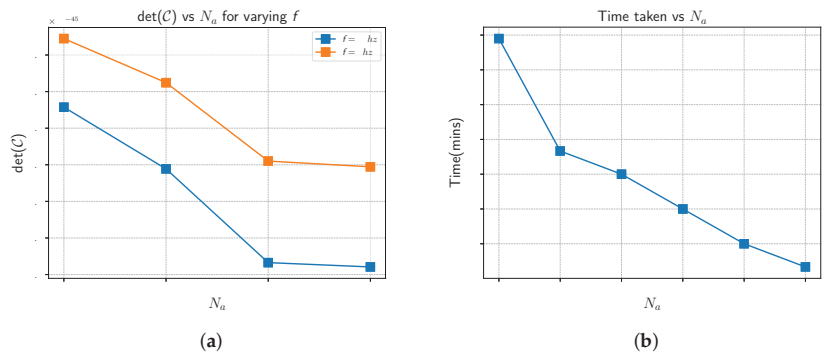 × -45
det(𝒞) vs N_a for varying f
f = hz
f = hz
det(𝒞)
N_a
(a)
Time taken vs N_a
Time(mins)
N_a
(b)